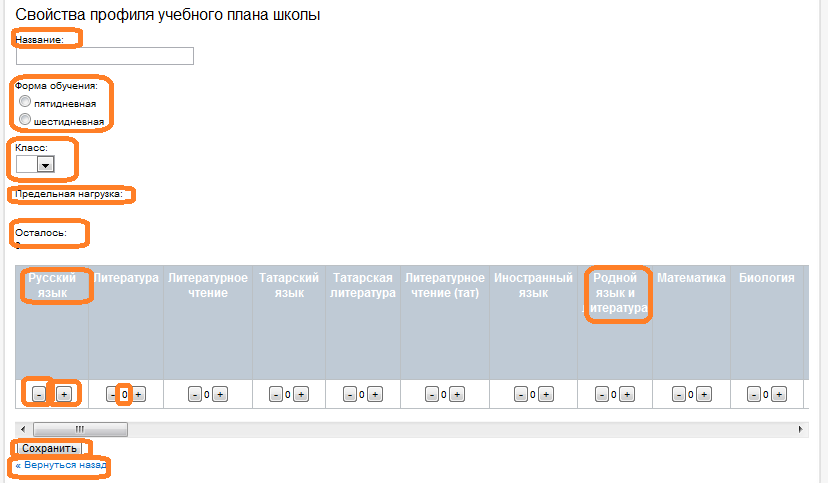 Свойства профиля учебного плана школы
Название:
Форма обучения:
пятидневная
шестидневная
Класс:
Предельная нагрузка:
Осталось:
Русский язык
Литература
Литературное чтение
Татарский язык
Татарская литература
Литературное чтение (тат)
Иностранный язык
Родной язык и литература
Математика
Биология
- +
- 0 +
- 0 +
- 0 +
- 0 +
- 0 +
- 0 +
- 0 +
- 0 +
- 0 +
Сохранить
« Вернуться назад